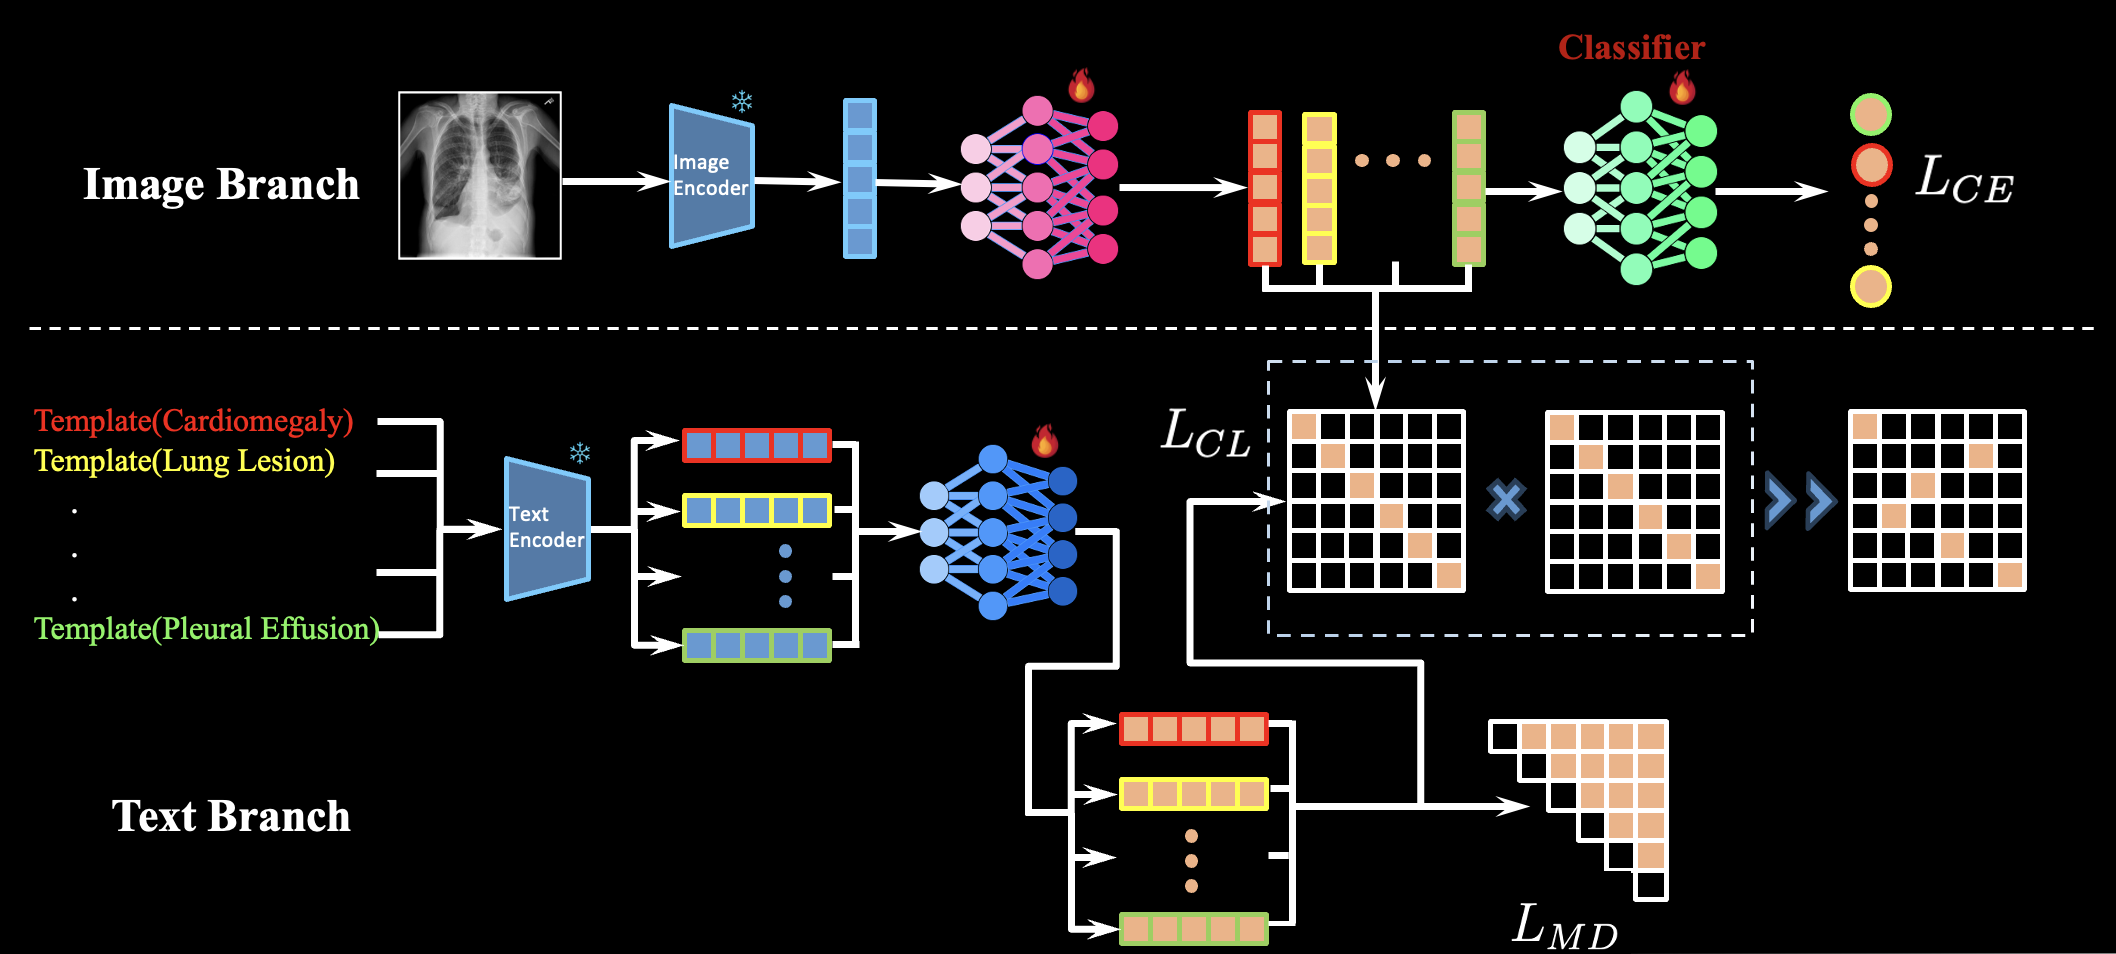 Classifier
Image Branch
Image
Encoder
L_{CE}
Template(Cardiomegaly)
Template(Lung Lesion)
.
.
.
Template(Pleural Effusion)
Text
Encoder
L_{CL}
Text Branch
L_{MD}